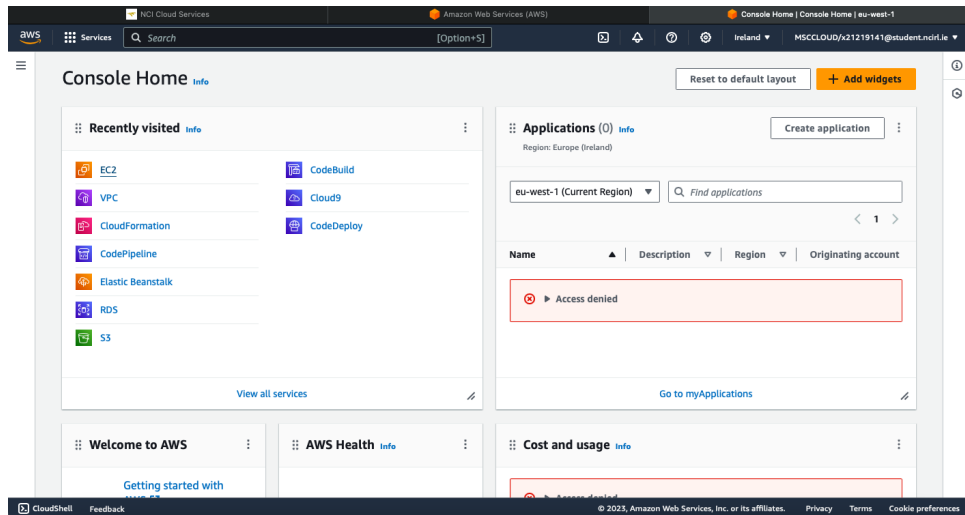 NCI Cloud Services
Amazon Web Services (AWS)
Console Home | Console Home | eu-west-1
aws
Services
Search
[Option+S]
Ireland ▼
MSCCLOUD/x21219141@student.ncirl.ie ▼
Console Home Info
Reset to default layout
+ Add widgets
Recently visited Info
EC2
VPC
CloudFormation
CodePipeline
Elastic Beanstalk
RDS
S3
CodeBuild
Cloud9
CodeDeploy
View all services
Applications (0) Info
Region: Europe (Ireland)
Create application
eu-west-1 (Current Region)
Find applications
1
Name
Description
Region
Originating account
Access denied
Go to myApplications
Welcome to AWS
Getting started with
AWS Health Info
Cost and usage Info
CloudShell
Feedback
© 2023, Amazon Web Services, Inc. or its affiliates.
Privacy
Terms
Cookie preferences